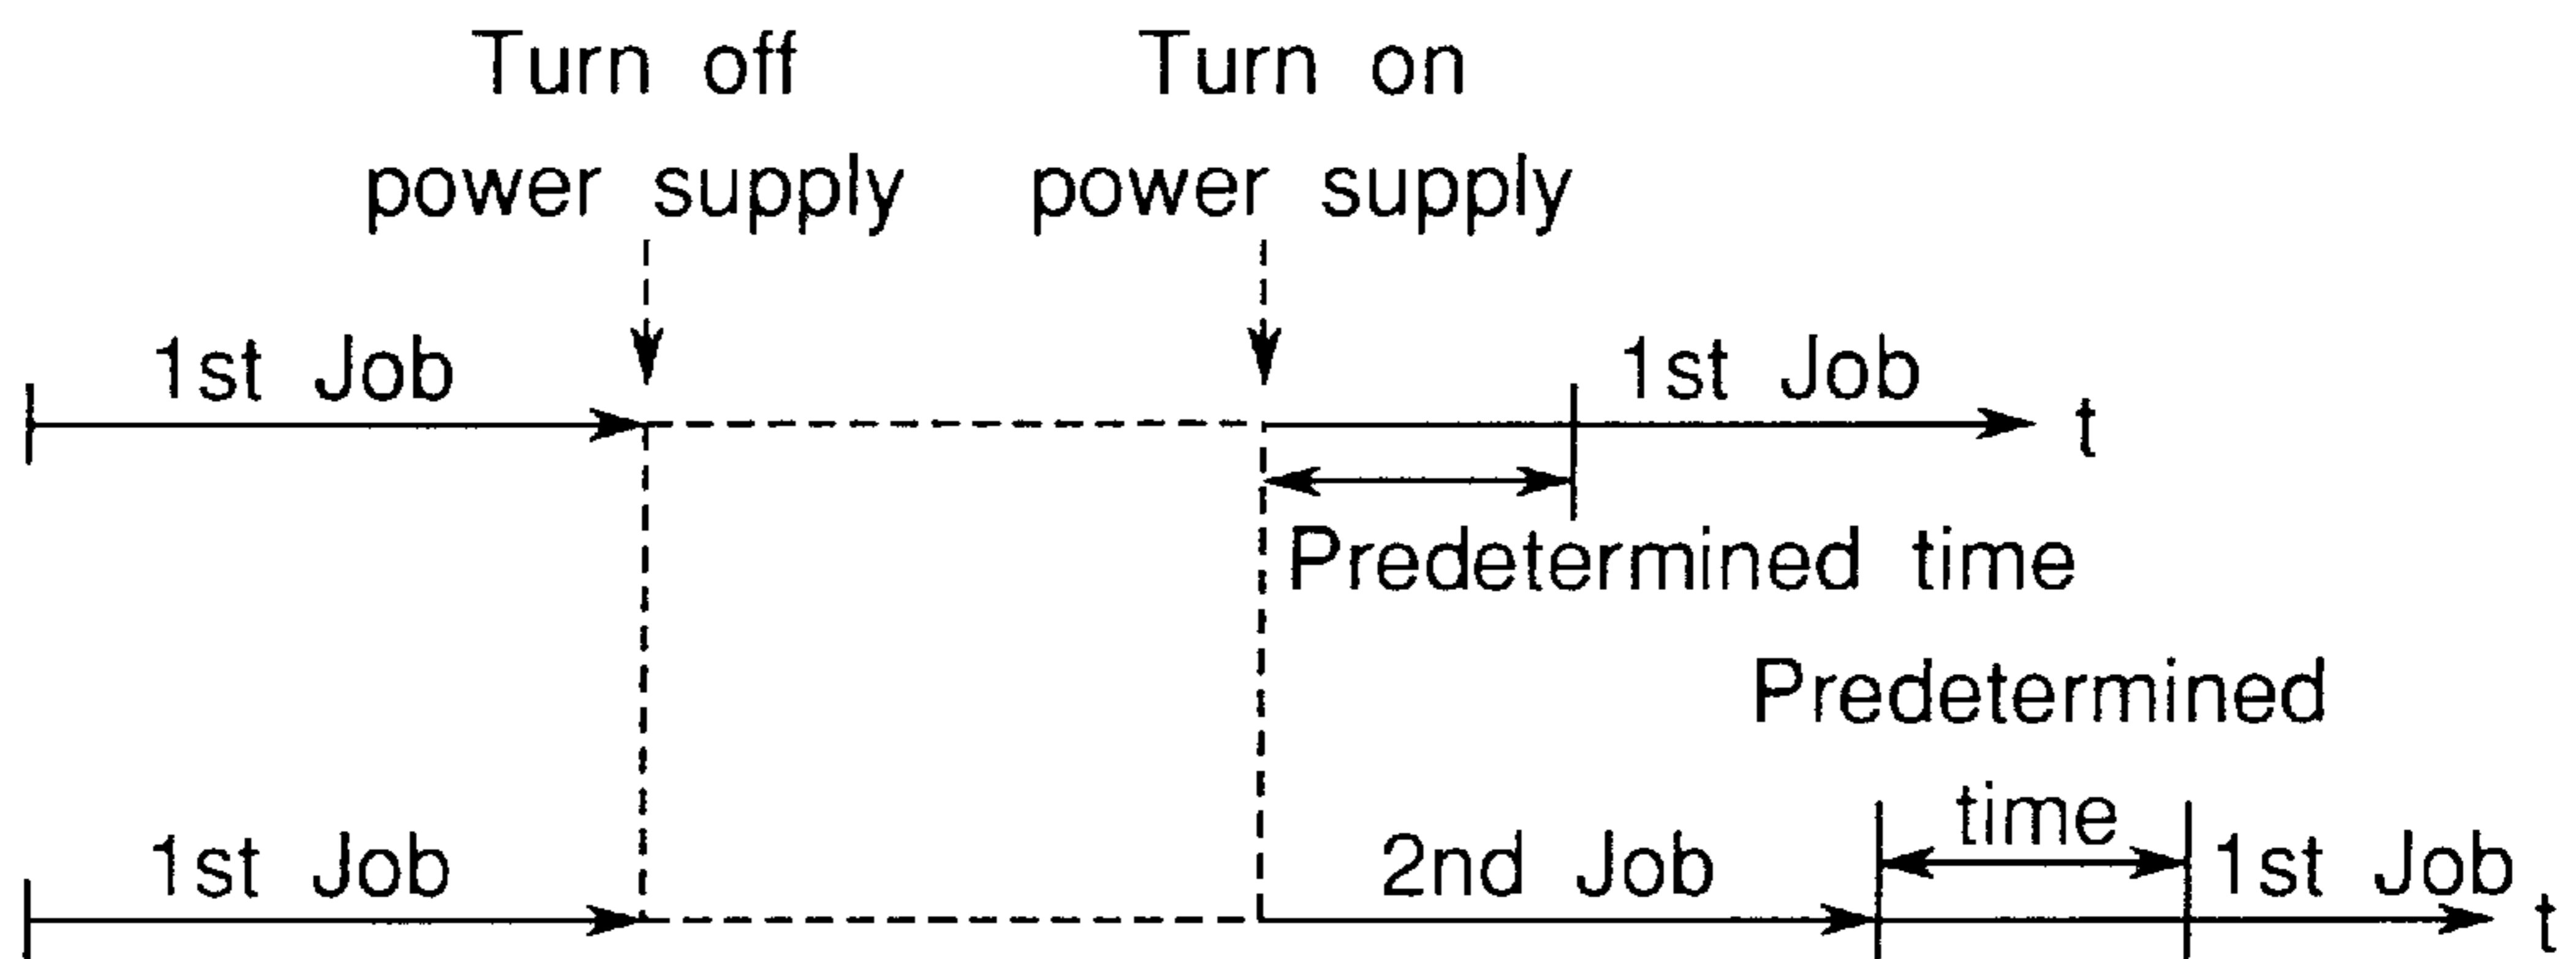 Turn off
power supply
Turn on
power supply
1st Job
1st Job
t
Predetermined time
Predetermined
time
1st Job
2nd Job
1st Job
t